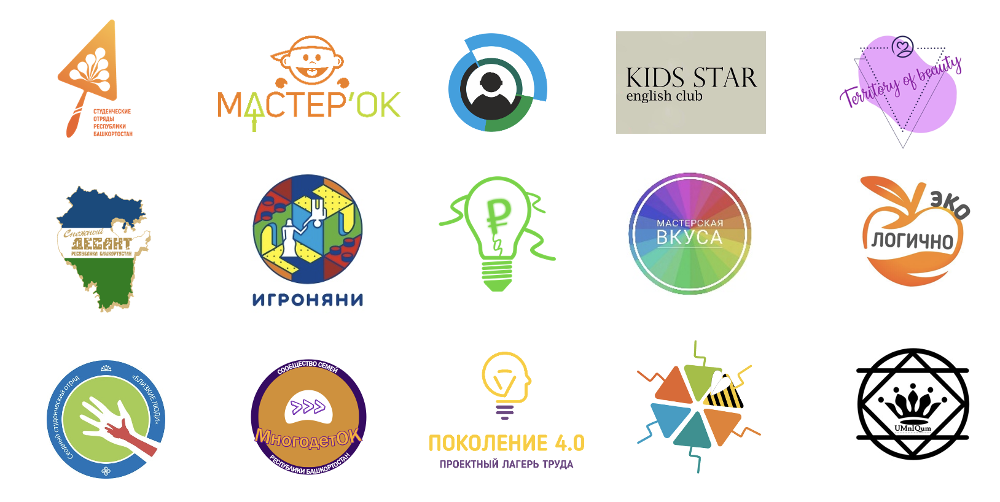 СТУДЕНЧЕСКИЕ
ОТРЯДЫ
РЕСПУБЛИКИ
БАШКОРТОСТАН
МАСТЕР'ОК
KIDS STAR
english club
Territory of beauty
Снежный
ДЕСАНТ
РЕСПУБЛИКА БАШКОРТОСТАН
ИГРОНЯНИ
₽
МАСТЕРСКАЯ
ВКУСА
ЭКО
ЛОГИЧНО
Сводный студенческий отряд
«БЛИЗКИЕ ЛЮДИ»
СООБЩЕСТВО СЕМЕЙ
МногодетОК
РЕСПУБЛИКИ БАШКОРТОСТАН
ПОКОЛЕНИЕ 4.0
ПРОЕКТНЫЙ ЛАГЕРЬ ТРУДА
UMnIQum